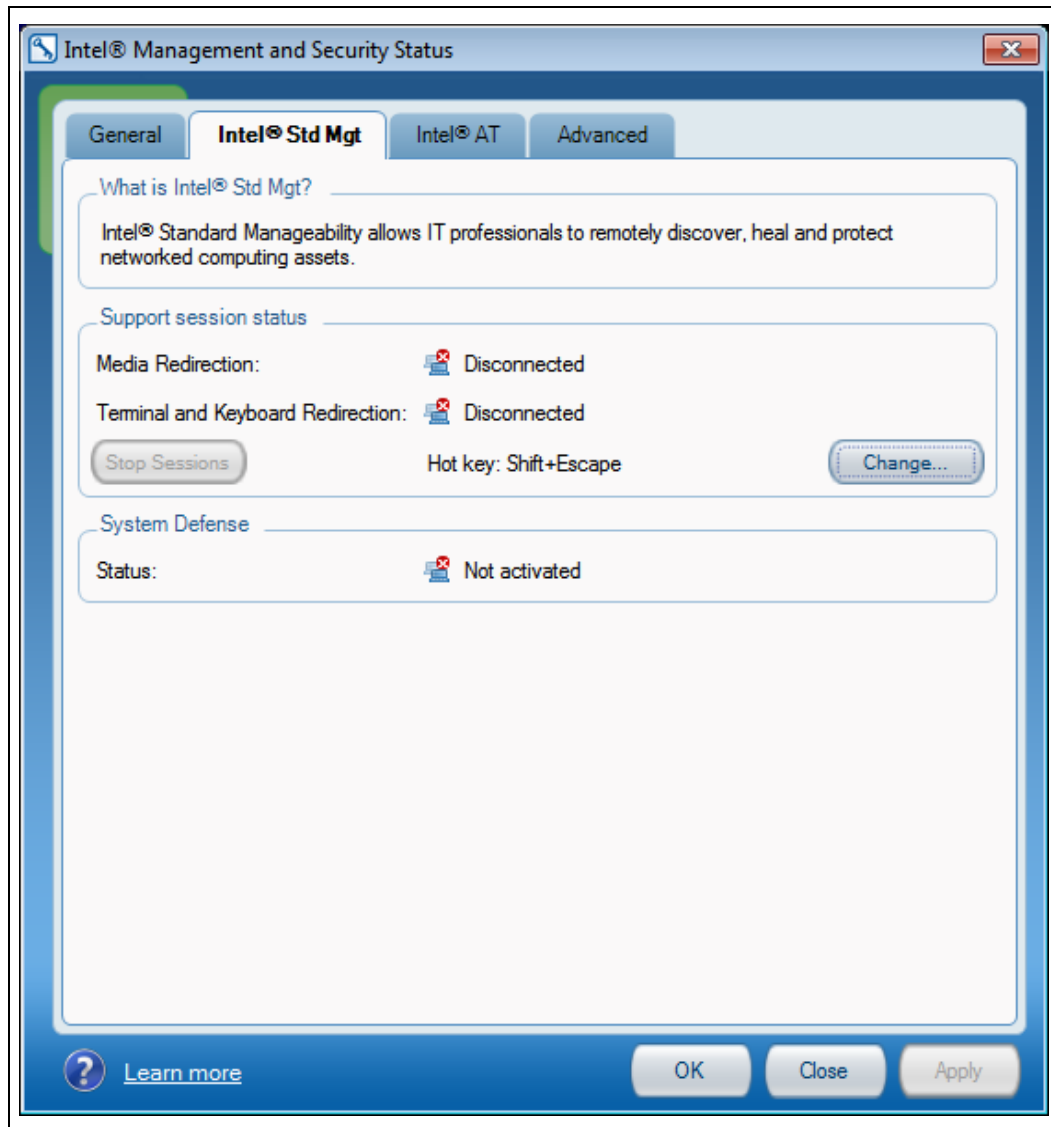 Intel® Management and Security Status
General Intel® Std Mgt Intel® AT Advanced
What is Intel® Std Mgt?
Intel® Standard Manageability allows IT professionals to remotely discover, heal and protect
networked computing assets.
Support session status
Media Redirection: Disconnected
Terminal and Keyboard Redirection: Disconnected
Stop Sessions Hot key: Shift+Escape Change...
System Defense
Status: Not activated
? Learn more OK Close Apply